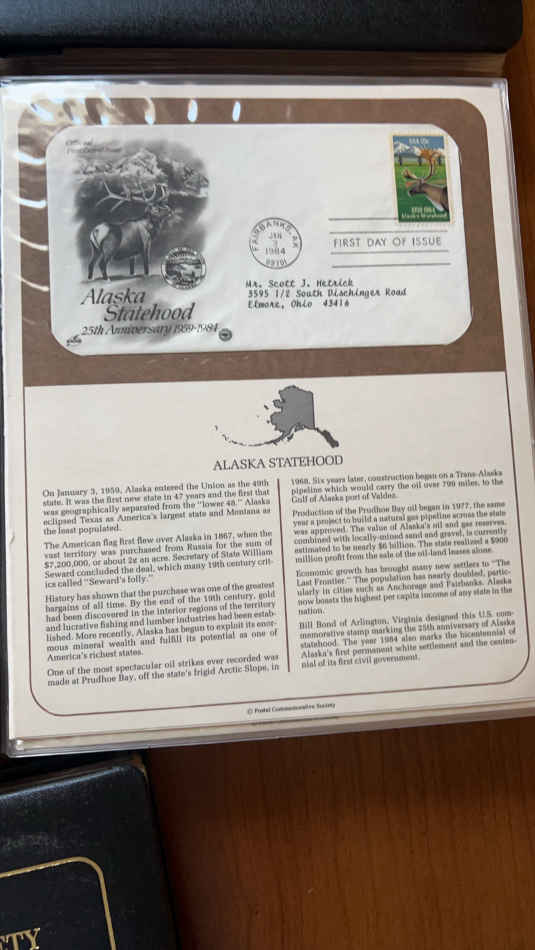 Official
First Day of Issue
USA 20c
1959-1984
Alaska Statehood
FAIRBANKS, AK
JAN
3
1984
99701
FIRST DAY OF ISSUE
Mr. Scott J. Hetrick
3595 1/2 South Dischinger Road
Elmore, Ohio 43416
Alaska
Statehood
25th Anniversary 1959-1984
ALASKA STATEHOOD
On January 3, 1959, Alaska entered the Union as the 49th
state. It was the first new state in 47 years and the first that
was geographically separated from the "lower 48." Alaska
eclipsed Texas as America's largest state and Montana as
the least populated.
The American flag first flew over Alaska in 1867, when the
vast territory was purchased from Russia for the sum of
$7,200,000, or about 2¢ an acre. Secretary of State William
Seward concluded the deal, which many 19th century crit-
ics called "Seward's folly."
History has shown that the purchase was one of the greatest
bargains of all time. By the end of the 19th century, gold
had been discovered in the interior regions of the territory
and lucrative fishing and lumber industries had been estab-
lished. More recently, Alaska has begun to exploit its enor-
mous mineral wealth and fulfill its potential as one of
America's richest states.
One of the most spectacular oil strikes ever recorded was
made at Prudhoe Bay, off the state's frigid Arctic Slope, in
1968. Six years later, construction began on a Trans-Alaska
pipeline which would carry the oil over 799 miles, to the
Gulf of Alaska port of Valdez.
Production of the Prudhoe Bay oil began in 1977, the same
year a project to build a natural gas pipeline across the state
was approved. The value of Alaska's oil and gas reserves,
combined with locally-mined sand and gravel, is currently
estimated to be nearly $6 billion. The state realized a $900
million profit from the sale of the oil-land leases alone.
Economic growth has brought many new settlers to "The
Last Frontier." The population has nearly doubled, partic-
ularly in cities such as Anchorage and Fairbanks. Alaska
now boasts the highest per capita income of any state in the
nation.
Bill Bond of Arlington, Virginia designed this U.S. com-
memorative stamp marking the 25th anniversary of Alaska
statehood. The year 1984 also marks the bicentennial of
Alaska's first permanent white settlement and the centen-
nial of its first civil government.
© Postal Commemorative Society
ETY